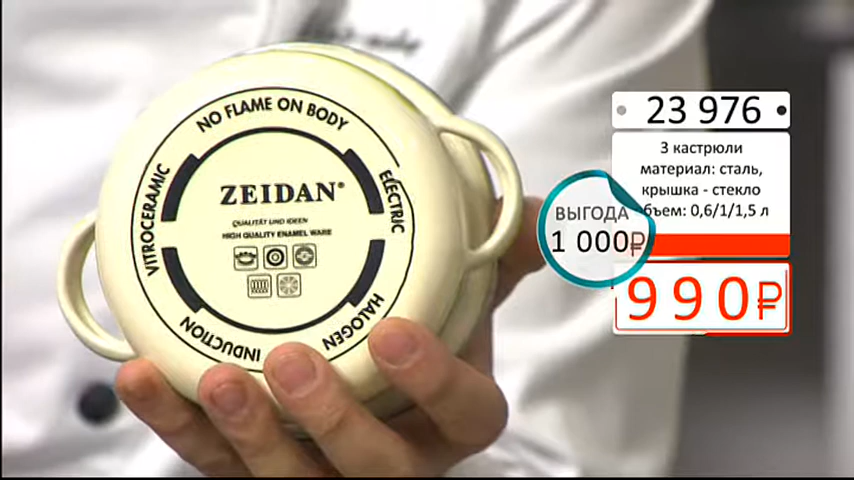 NO FLAME ON BODY
VITROCERAMIC
ELECTRIC
ZEIDAN®
QUALITÄT UND IDEEN
HIGH QUALITY ENAMEL WARE
INDUCTION
HALOGEN
23 976
3 кастрюли
материал: сталь,
крышка - стекло
бъем: 0,6/1/1,5 л
ВЫГОДА
1 000₽
990₽